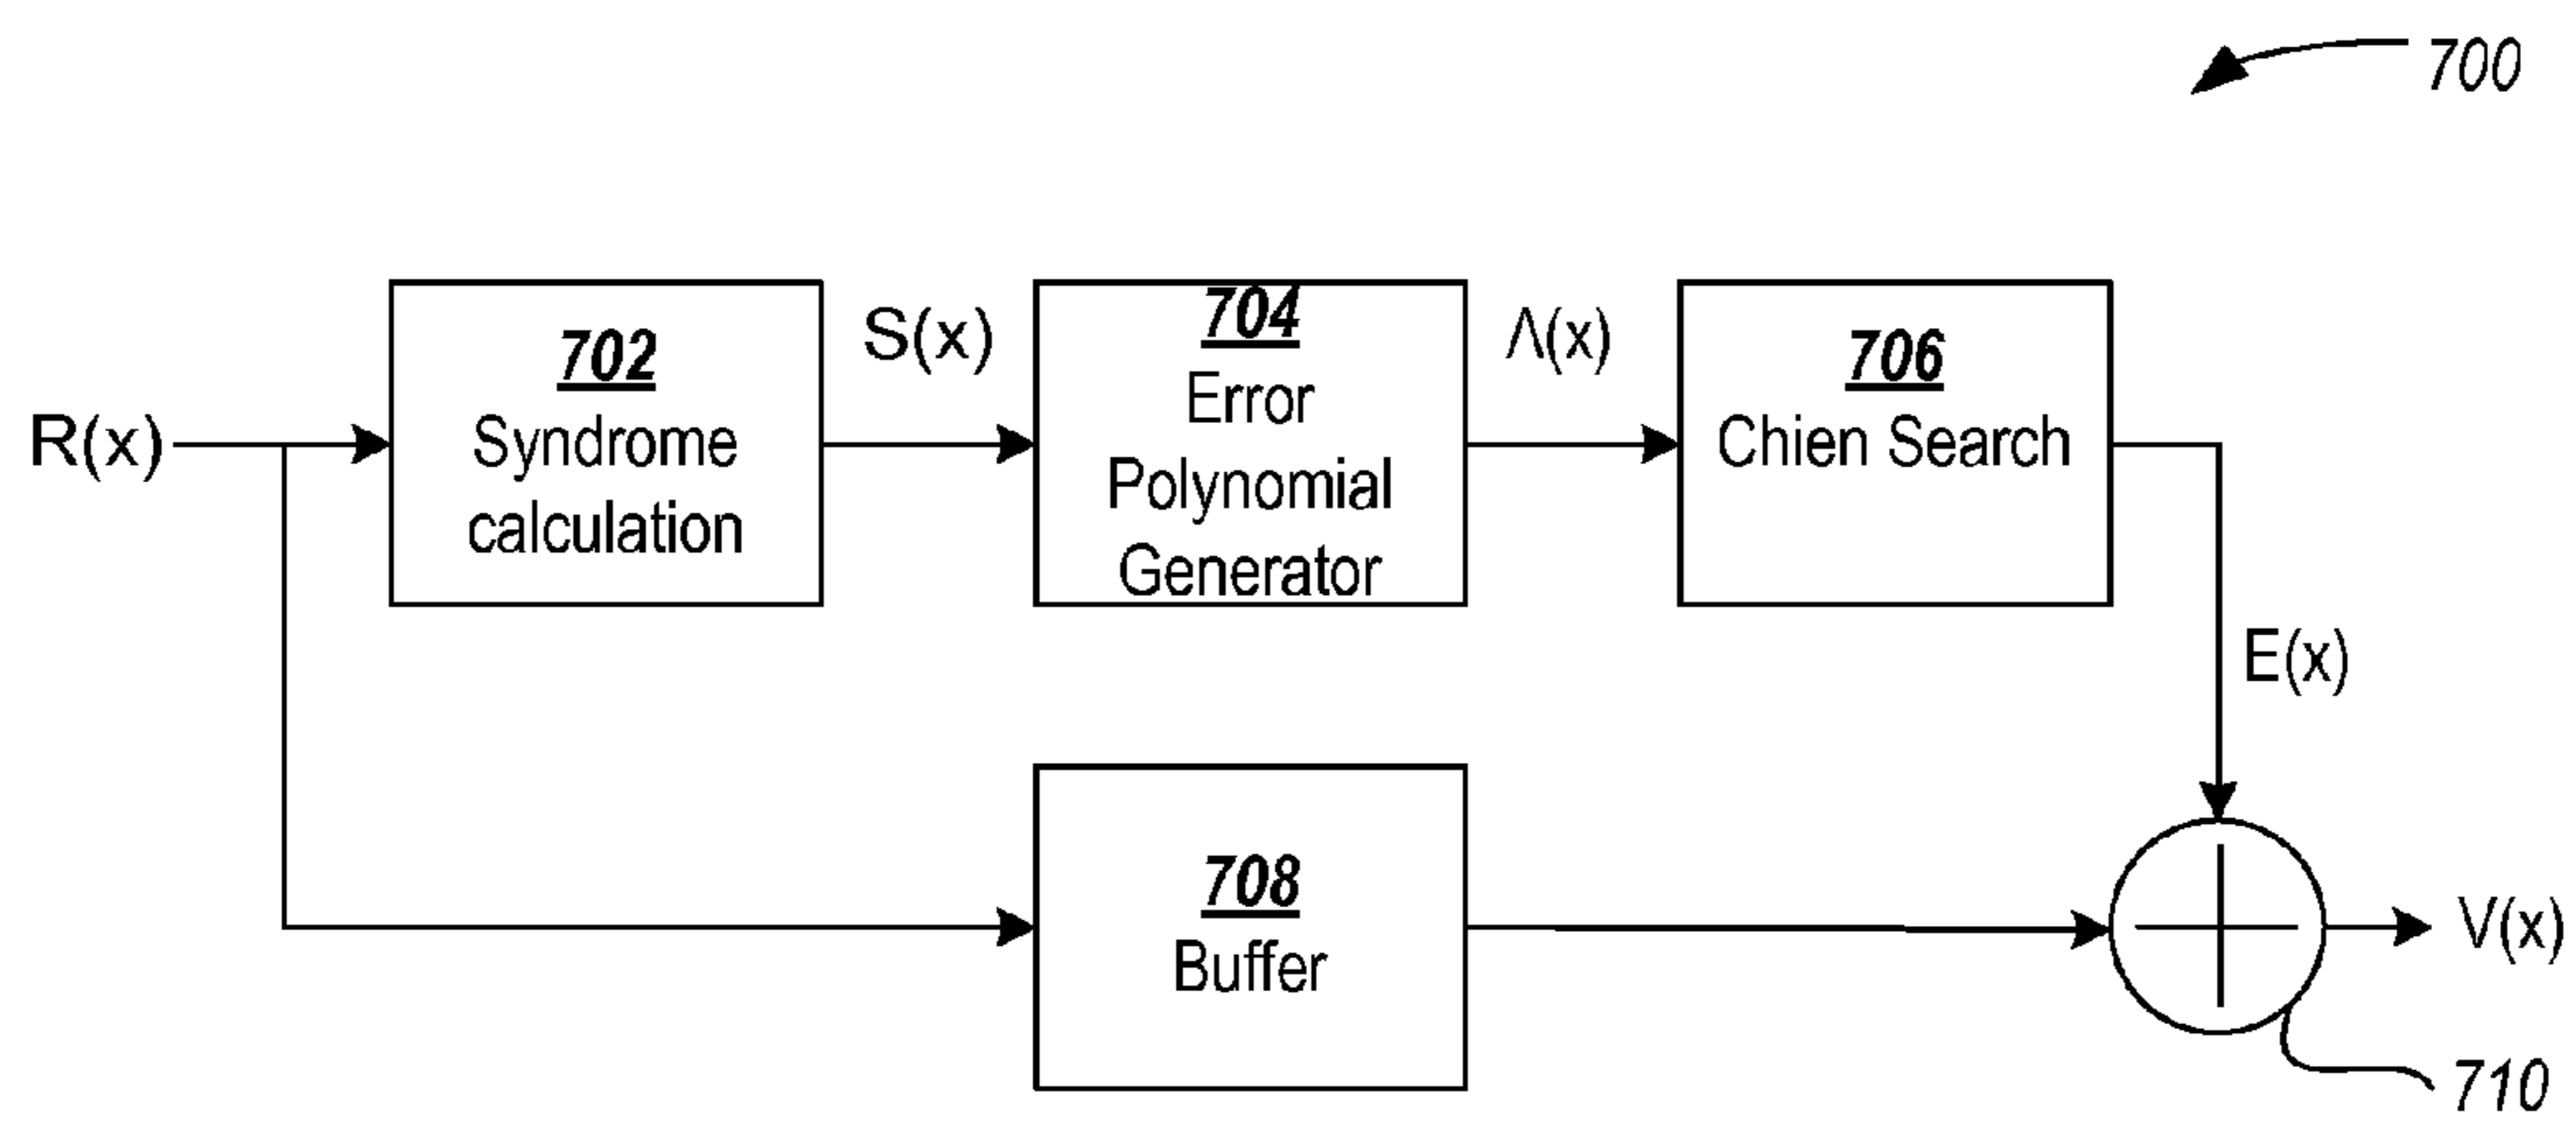 700
R(x)
702
Syndrome
calculation
S(x)
704
Error
Polynomial
Generator
Λ(x)
706
Chien Search
E(x)
708
Buffer
V(x)
710